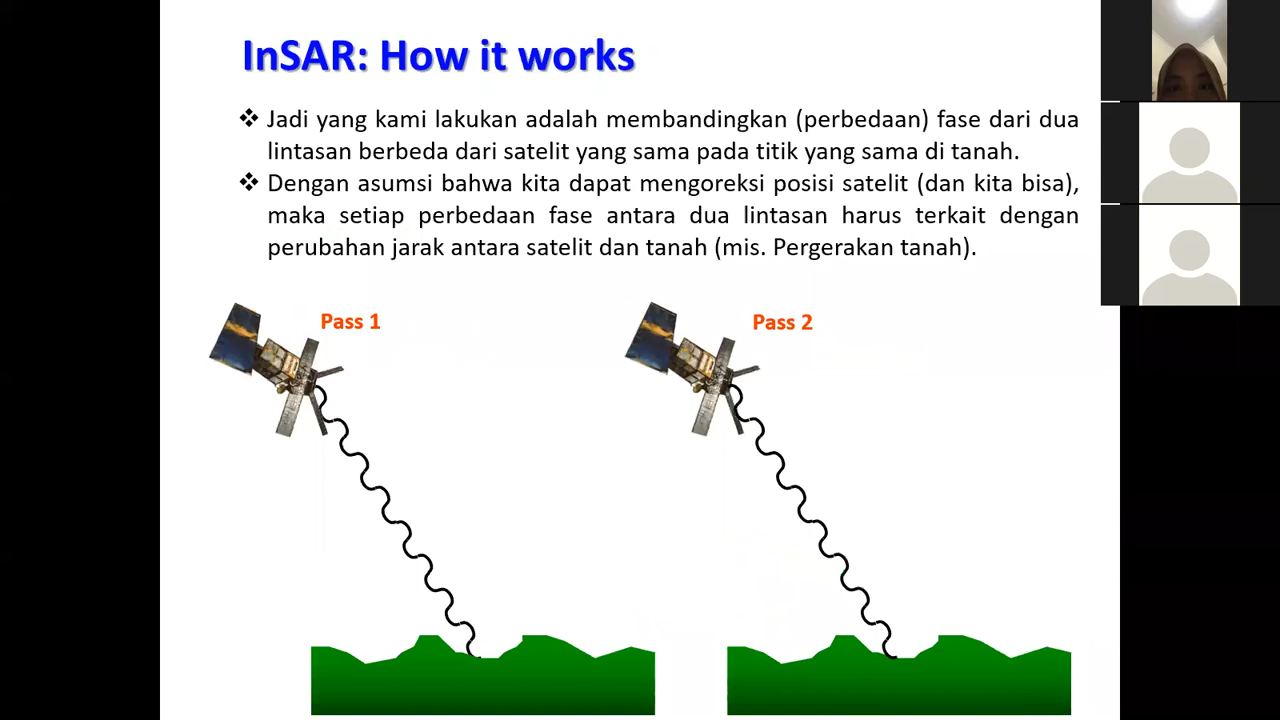 InSAR: How it works
❖ Jadi yang kami lakukan adalah membandingkan (perbedaan) fase dari dua
lintasan berbeda dari satelit yang sama pada titik yang sama di tanah.
❖ Dengan asumsi bahwa kita dapat mengoreksi posisi satelit (dan kita bisa),
maka setiap perbedaan fase antara dua lintasan harus terkait dengan
perubahan jarak antara satelit dan tanah (mis. Pergerakan tanah).
Pass 1
Pass 2